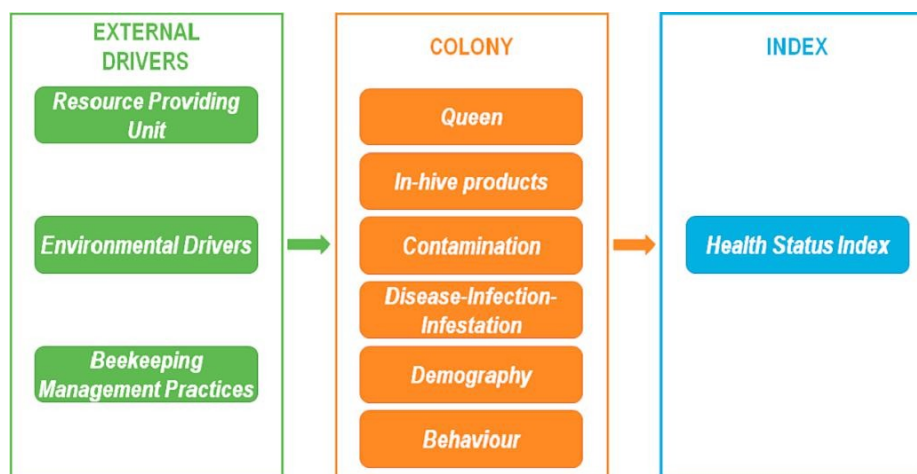 EXTERNAL
DRIVERS
Resource Providing
Unit
Environmental Drivers
Beekeeping
Management Practices
COLONY
Queen
In-hive products
Contamination
Disease-Infection-
Infestation
Demography
Behaviour
INDEX
Health Status Index